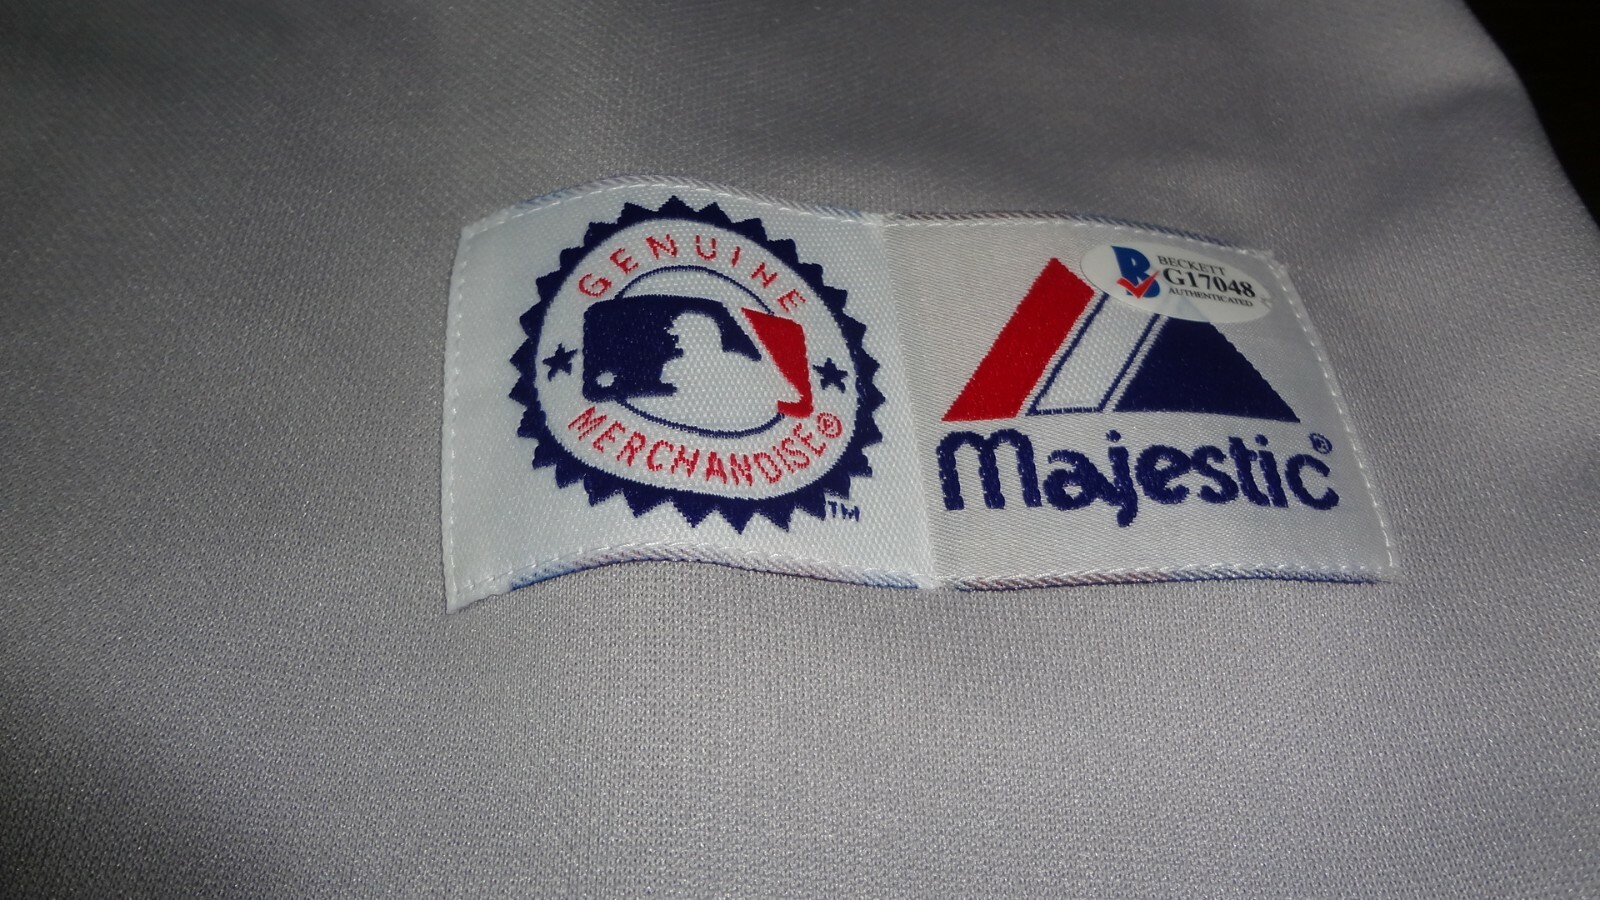 GENUINE
MERCHANDISE®
TM
BECKETT
G17048
AUTHENTICATED
Majestic®